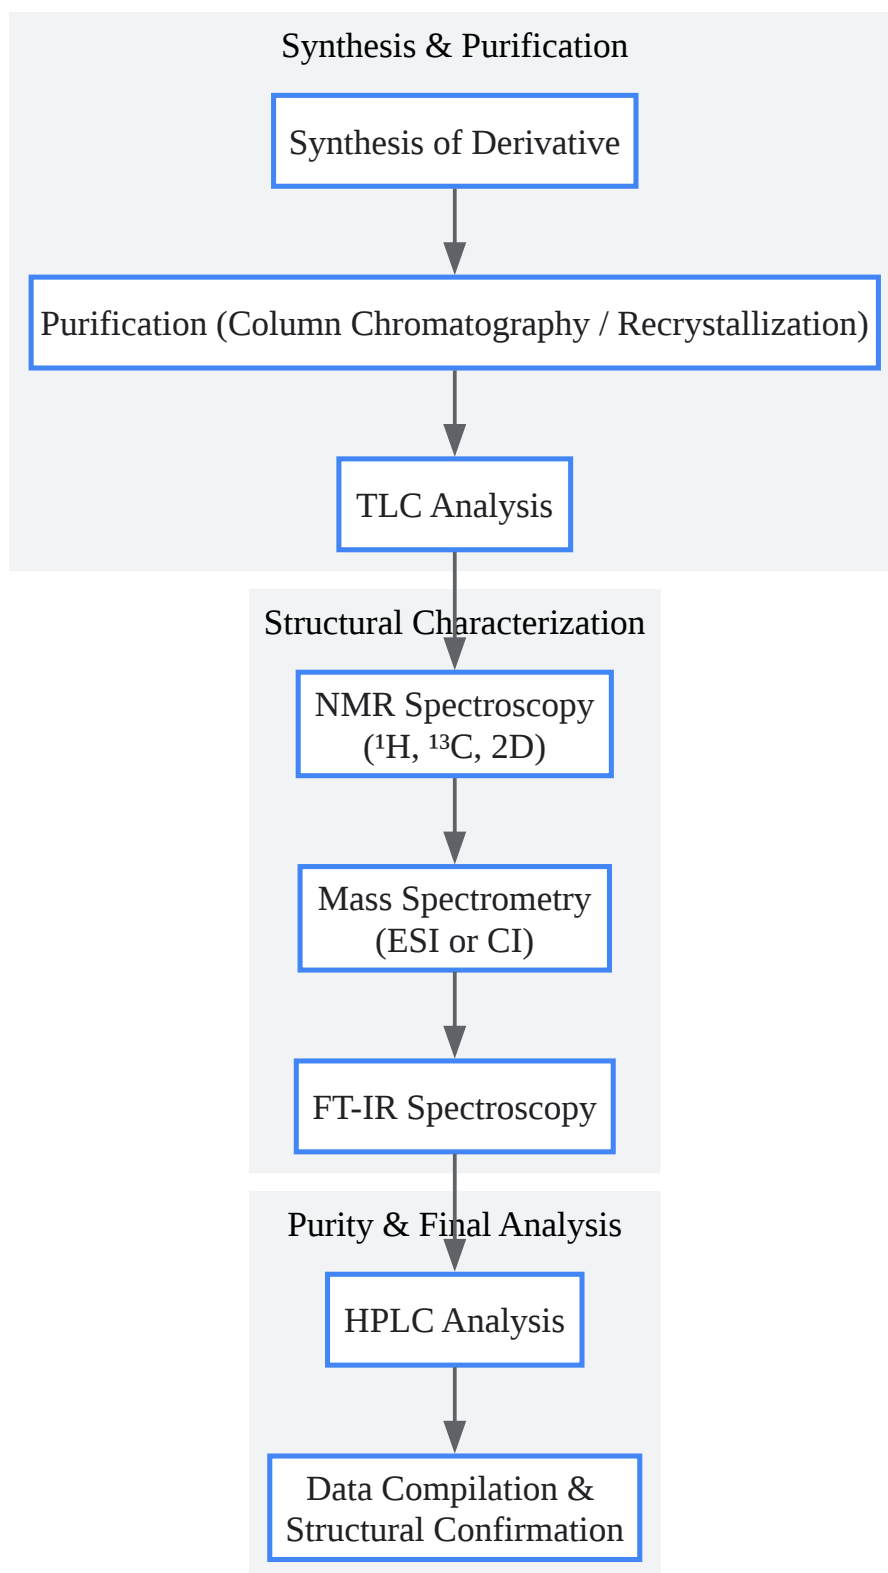 Synthesis & Purification
Synthesis of Derivative
Purification (Column Chromatography / Recrystallization)
TLC Analysis
Structural Characterization
NMR Spectroscopy
(¹H, ¹³C, 2D)
Mass Spectrometry
(ESI or CI)
FT-IR Spectroscopy
Purity & Final Analysis
HPLC Analysis
Data Compilation &
Structural Confirmation